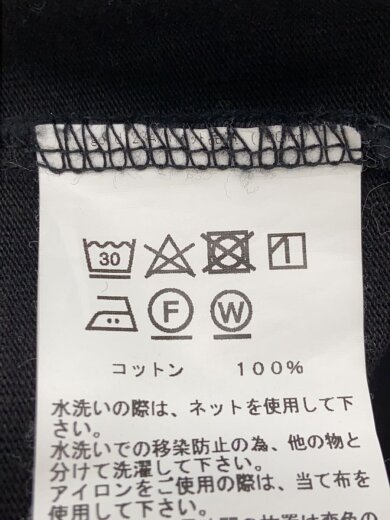 30
F W
コットン 100%
水洗いの際は、ネットを使用して下
さい。
水洗いでの移染防止の為、他の物と
分けて洗濯して下さい。
アイロンをご使用の際は、当て布を
使用して下さい。